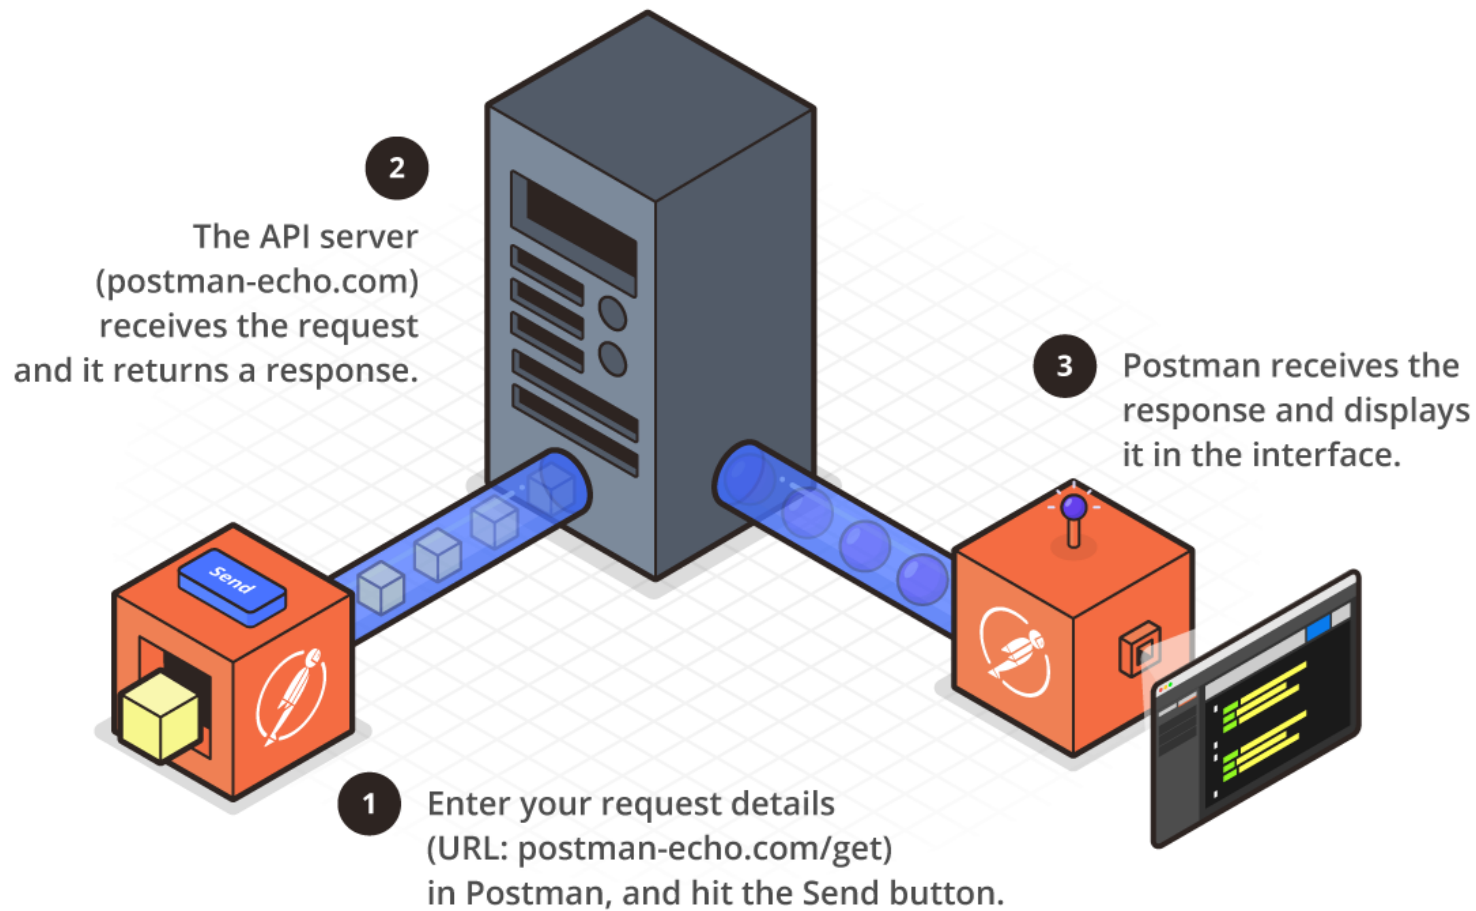 2
The API server
(postman-echo.com)
receives the request
and it returns a response.
3
Postman receives the
response and displays
it in the interface.
Send
1
Enter your request details
(URL: postman-echo.com/get)
in Postman, and hit the Send button.